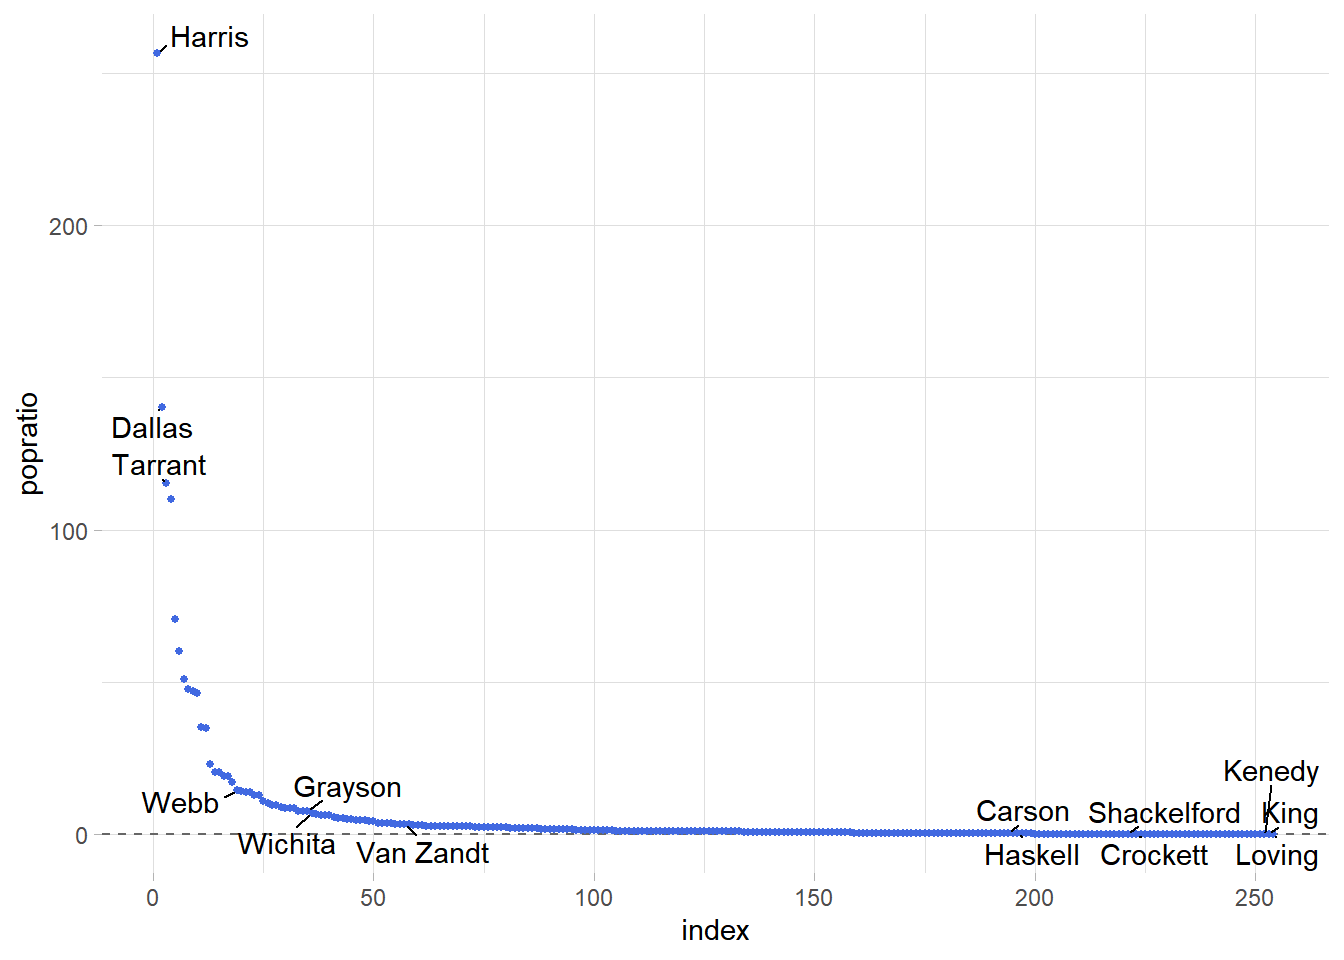 Harris
200
popratio
Dallas
Tarrant
100
Kenedy
Grayson
Webb
Carson
Shackelford
King
0
Wichita
Van Zandt
Haskell
Crockett
Loving
0
50
100
150
200
250
index